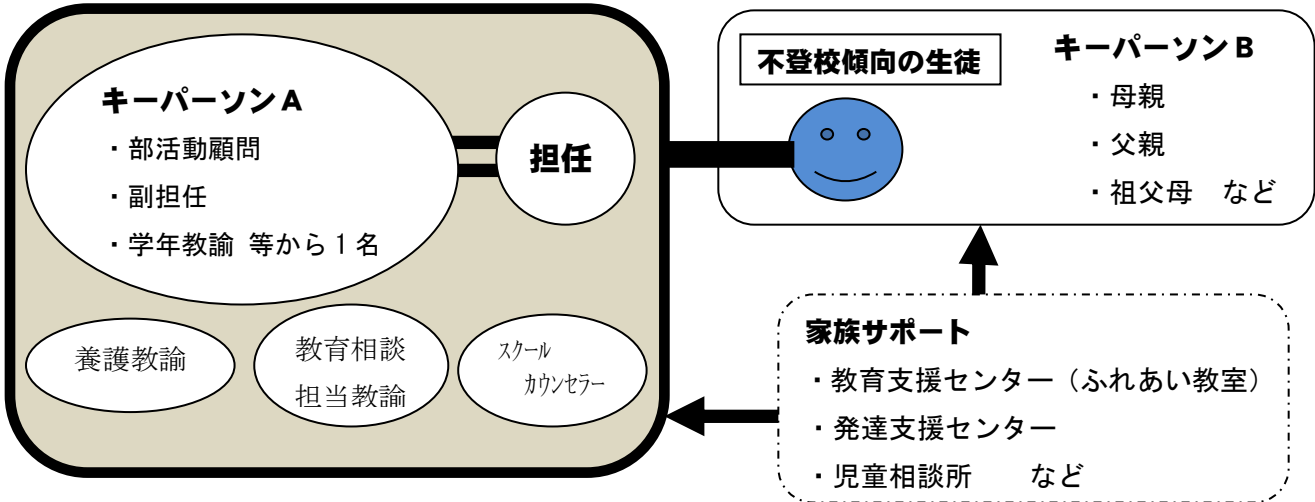 キーパーソンA
・部活動顧問
・副担任
・学年教諭 等から1名
担任
養護教諭
教育相談
担当教諭
スクール
カウンセラー
不登校傾向の生徒
キーパーソンB
・母親
・父親
・祖父母 など
家族サポート
・教育支援センター（ふれあい教室）
・発達支援センター
・児童相談所 など